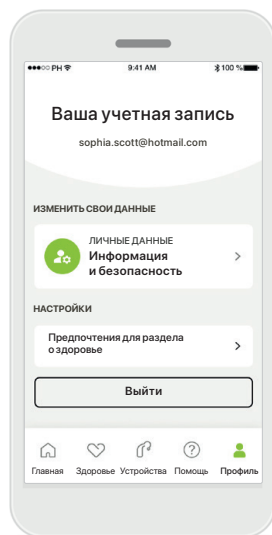 ●●●○○ PH 9:41 AM 100 %
Ваша учетная запись
sophia.scott@hotmail.com
ИЗМЕНИТЬ СВОИ ДАННЫЕ
ЛИЧНЫЕ ДАННЫЕ
Информация
и безопасность
НАСТРОЙКИ
Предпочтения для раздела
о здоровье
Выйти
Главная Здоровье Устройства Помощь Профиль